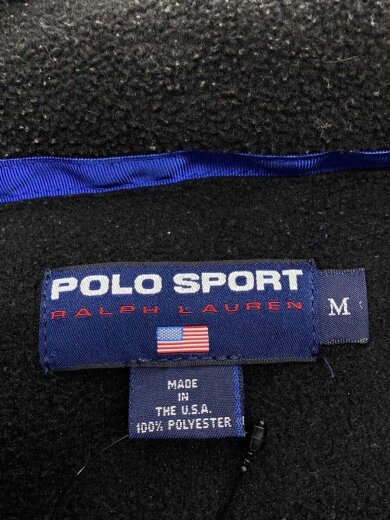 POLO SPORT
RALPH LAUREN
M
MADE
IN
THE U.S.A.
100% POLYESTER